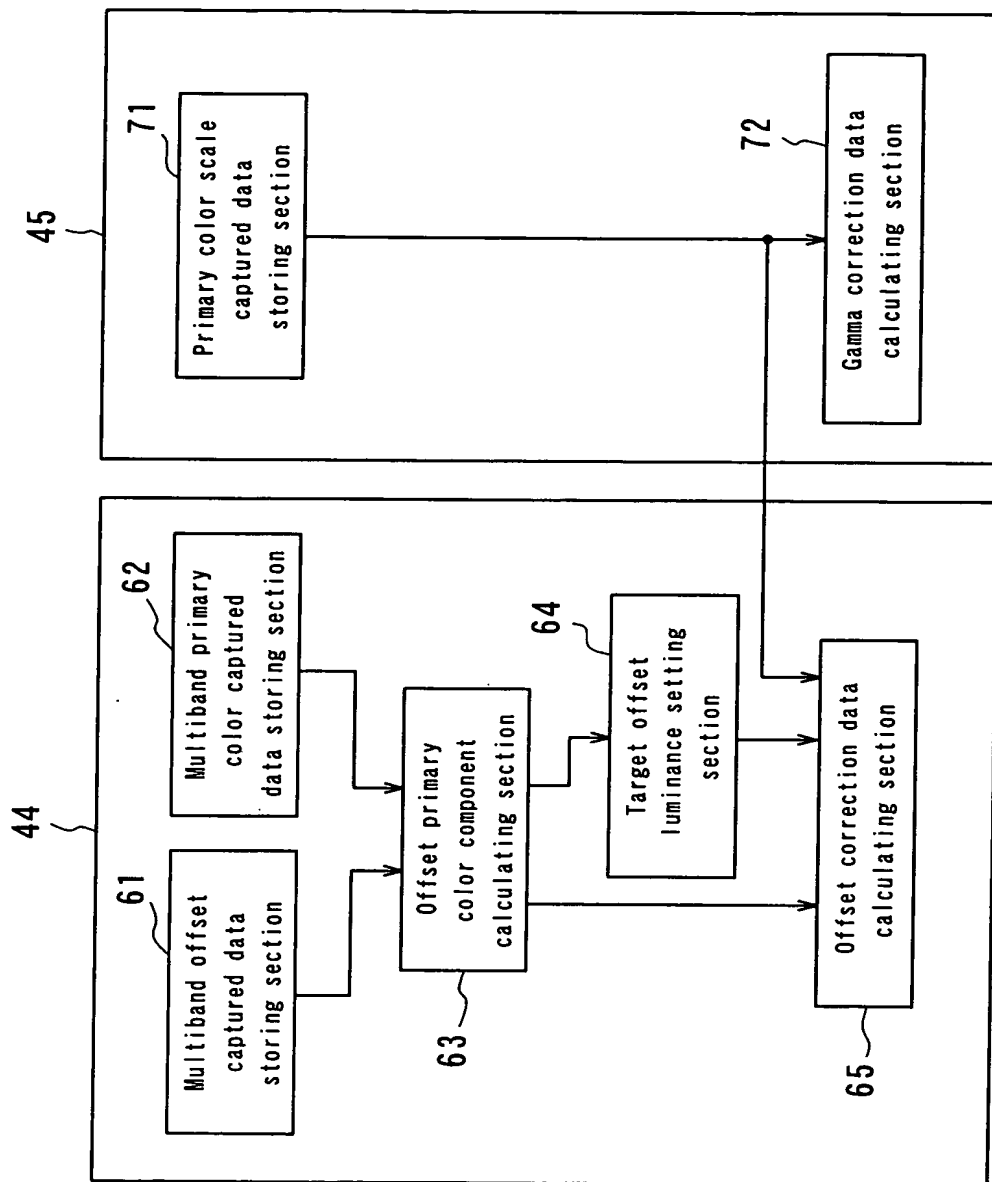 44
61
Multiband offset
captured data
storing section
62
Multiband primary
color captured
data storing section
Offset primary
color component
calculating section
63
64
Target offset
luminance setting
section
Offset correction data
calculating section
65
45
71
Primary color scale
captured data
storing section
72
Gamma correction data
calculating section